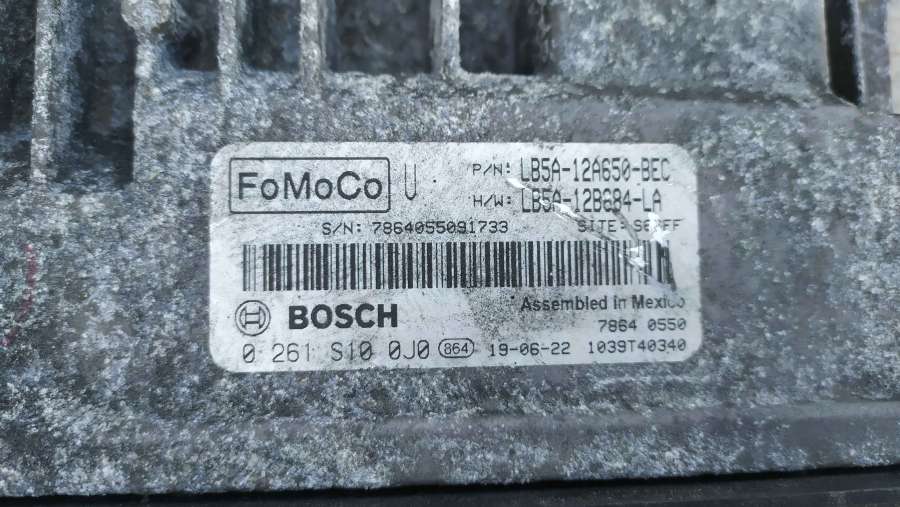 FoMoCo U P/N: LB5A-12A650-BEC
H/W: LB5A-12B684-LA
S/N: 7864055091733 SITE:
BOSCH Assembled in Mexico
7864 0550
0 261 S10 0J0 864 19-06-22 1039T40340